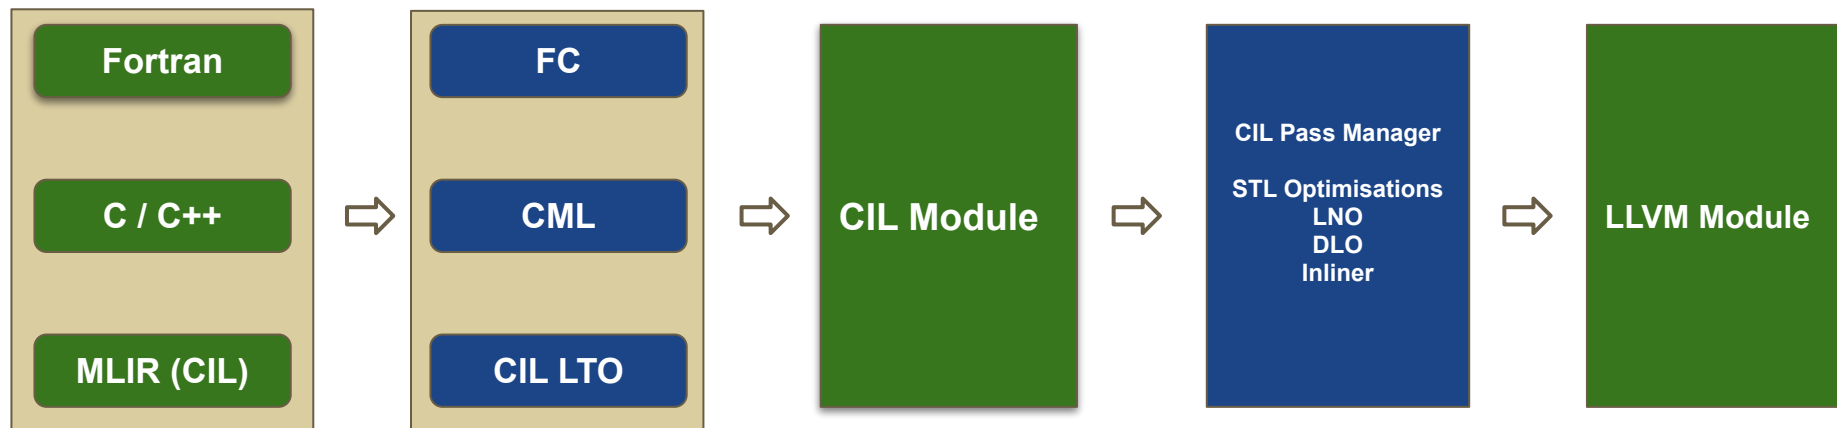 Fortran
C / C++
MLIR (CIL)
FC
CML
CIL LTO
CIL Module
CIL Pass Manager
STL Optimisations
LNO
DLO
Inliner
LLVM Module